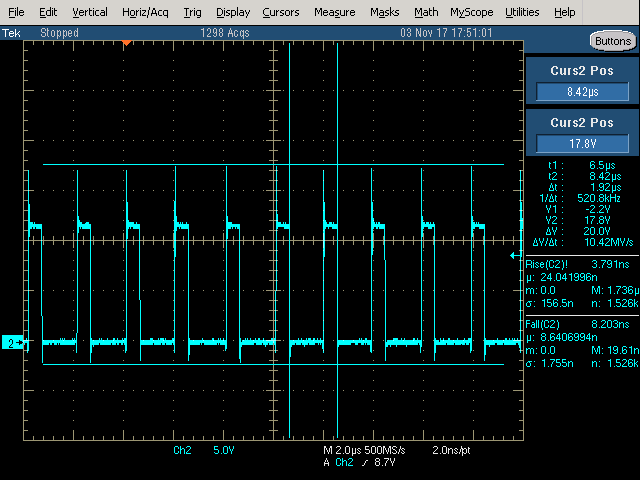 File Edit Vertical Horiz/Acq Trig Display Cursors Measure Masks Math MyScope Utilities Help
Tek Stopped 1298 Acqs 03 Nov 17 17:51:01
Buttons
Curs2 Pos
8.42µs
Curs2 Pos
17.8V
t1 : 6.5µs
t2 : 8.42µs
Δt : 1.92µs
1/Δt : 520.8kHz
V1 : -2.2V
V2 : 17.8V
ΔV : 20.0V
ΔV/Δt : 10.42MV/s
Rise(C2)! 3.791ns
µ: 24.041996n
m: 0.0 M: 1.736µ
σ: 156.5n n: 1.526k
Fall(C2) 8.203ns
µ: 8.6406994n
m: 0.0 M: 19.61n
σ: 1.755n n: 1.526k
2
Ch2 5.0V M 2.0µs 500MS/s 2.0ns/pt
A Ch2 ∕ 8.7V